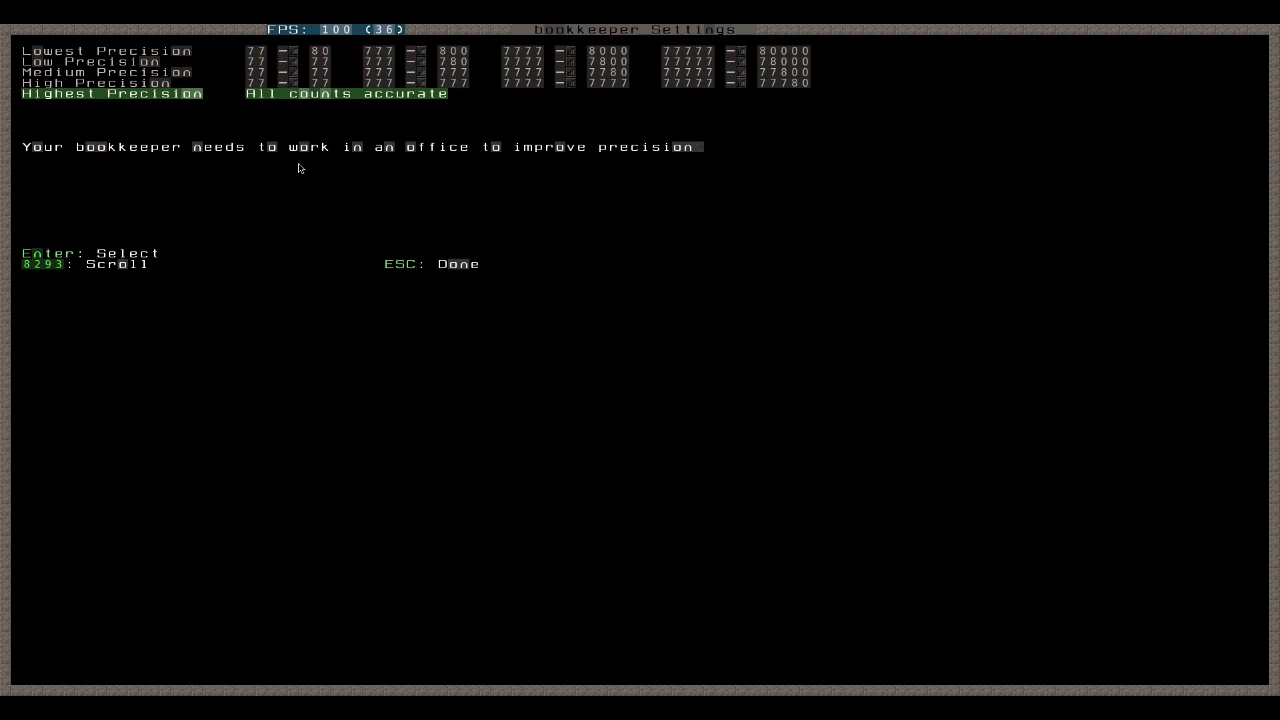 FPS: 100 (36) bookkeeper Settings
Lowest Precision 77 - 80 777 - 800 7777 - 8000 77777 - 80000
Low Precision 77 - 77 777 - 780 7777 - 7800 77777 - 78000
Medium Precision 77 - 77 777 - 777 7777 - 7780 77777 - 77800
High Precision 77 - 77 777 - 777 7777 - 7777 77777 - 77780
Highest Precision All counts accurate
Your bookkeeper needs to work in an office to improve precision
Enter: Select
8293: Scroll ESC: Done